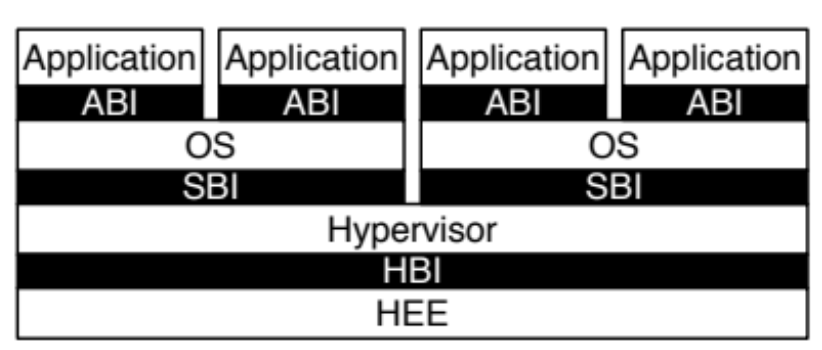 Application Application Application Application
ABI ABI ABI ABI
OS OS
SBI SBI
Hypervisor
HBI
HEE